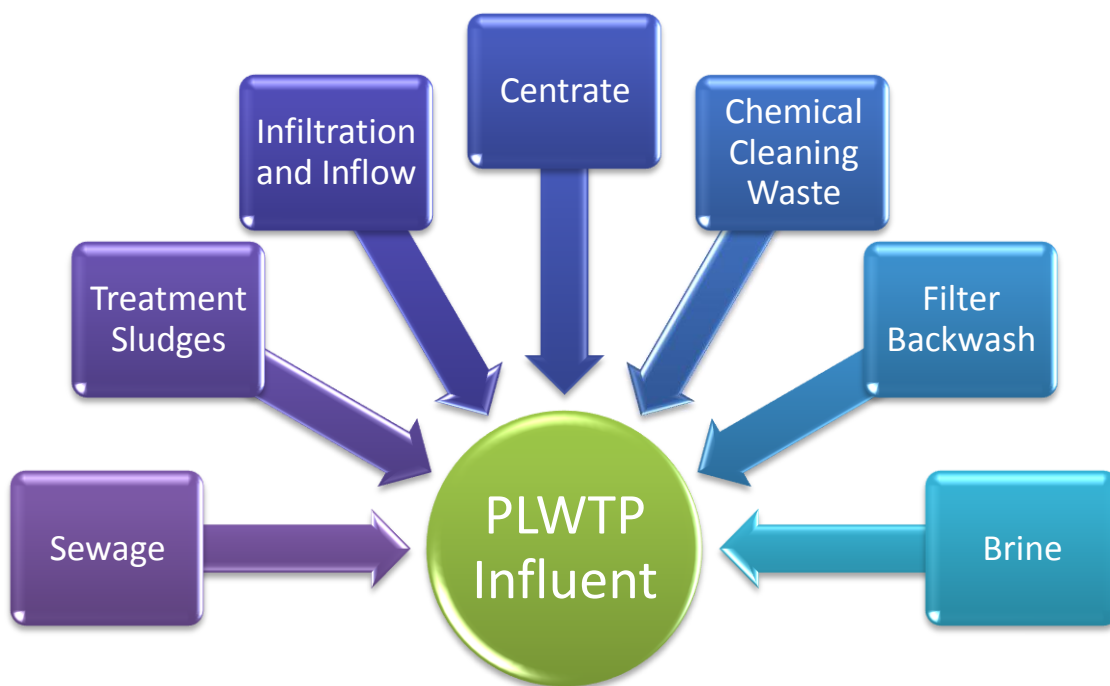 Sewage
Treatment
Sludges
Infiltration
and Inflow
Centrate
Chemical
Cleaning
Waste
Filter
Backwash
Brine
PLWTP
Influent